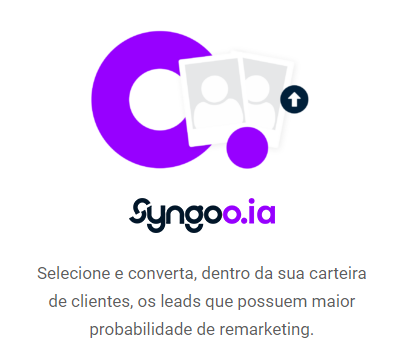 Syngoo.ia
Selecione e converta, dentro da sua carteira
de clientes, os leads que possuem maior
probabilidade de remarketing.